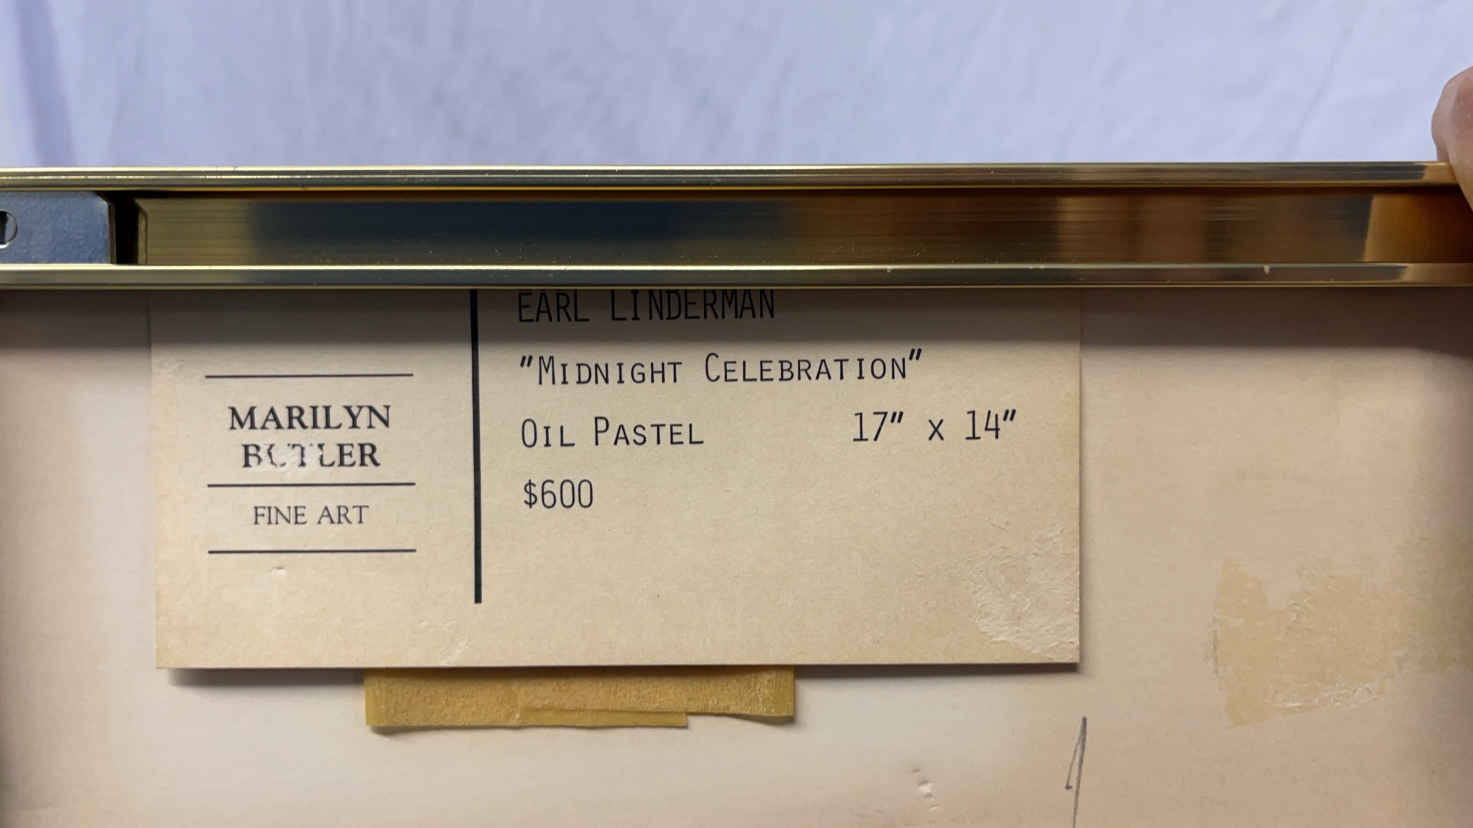 EARL LINDERMAN
"MIDNIGHT CELEBRATION"
OIL PASTEL 17" x 14"
$600
MARILYN
BUTLER
FINE ART